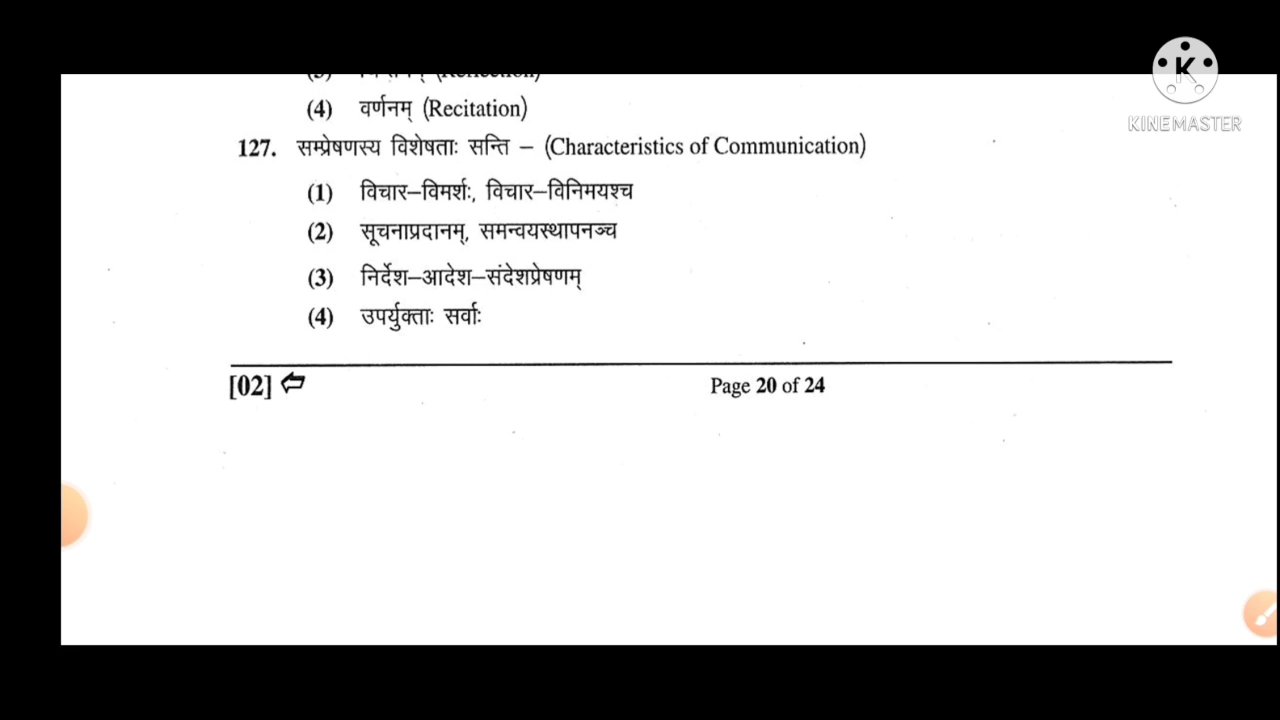 (4) वर्णनम् (Recitation)
127. सम्प्रेषणस्य विशेषताः सन्ति – (Characteristics of Communication)
(1) विचार–विमर्शः, विचार–विनिमयश्च
(2) सूचनाप्रदानम्, समन्वयस्थापनञ्च
(3) निर्देश–आदेश–संदेशप्रेषणम्
(4) उपर्युक्ताः सर्वाः
[02] Page 20 of 24
K
KINEMASTER